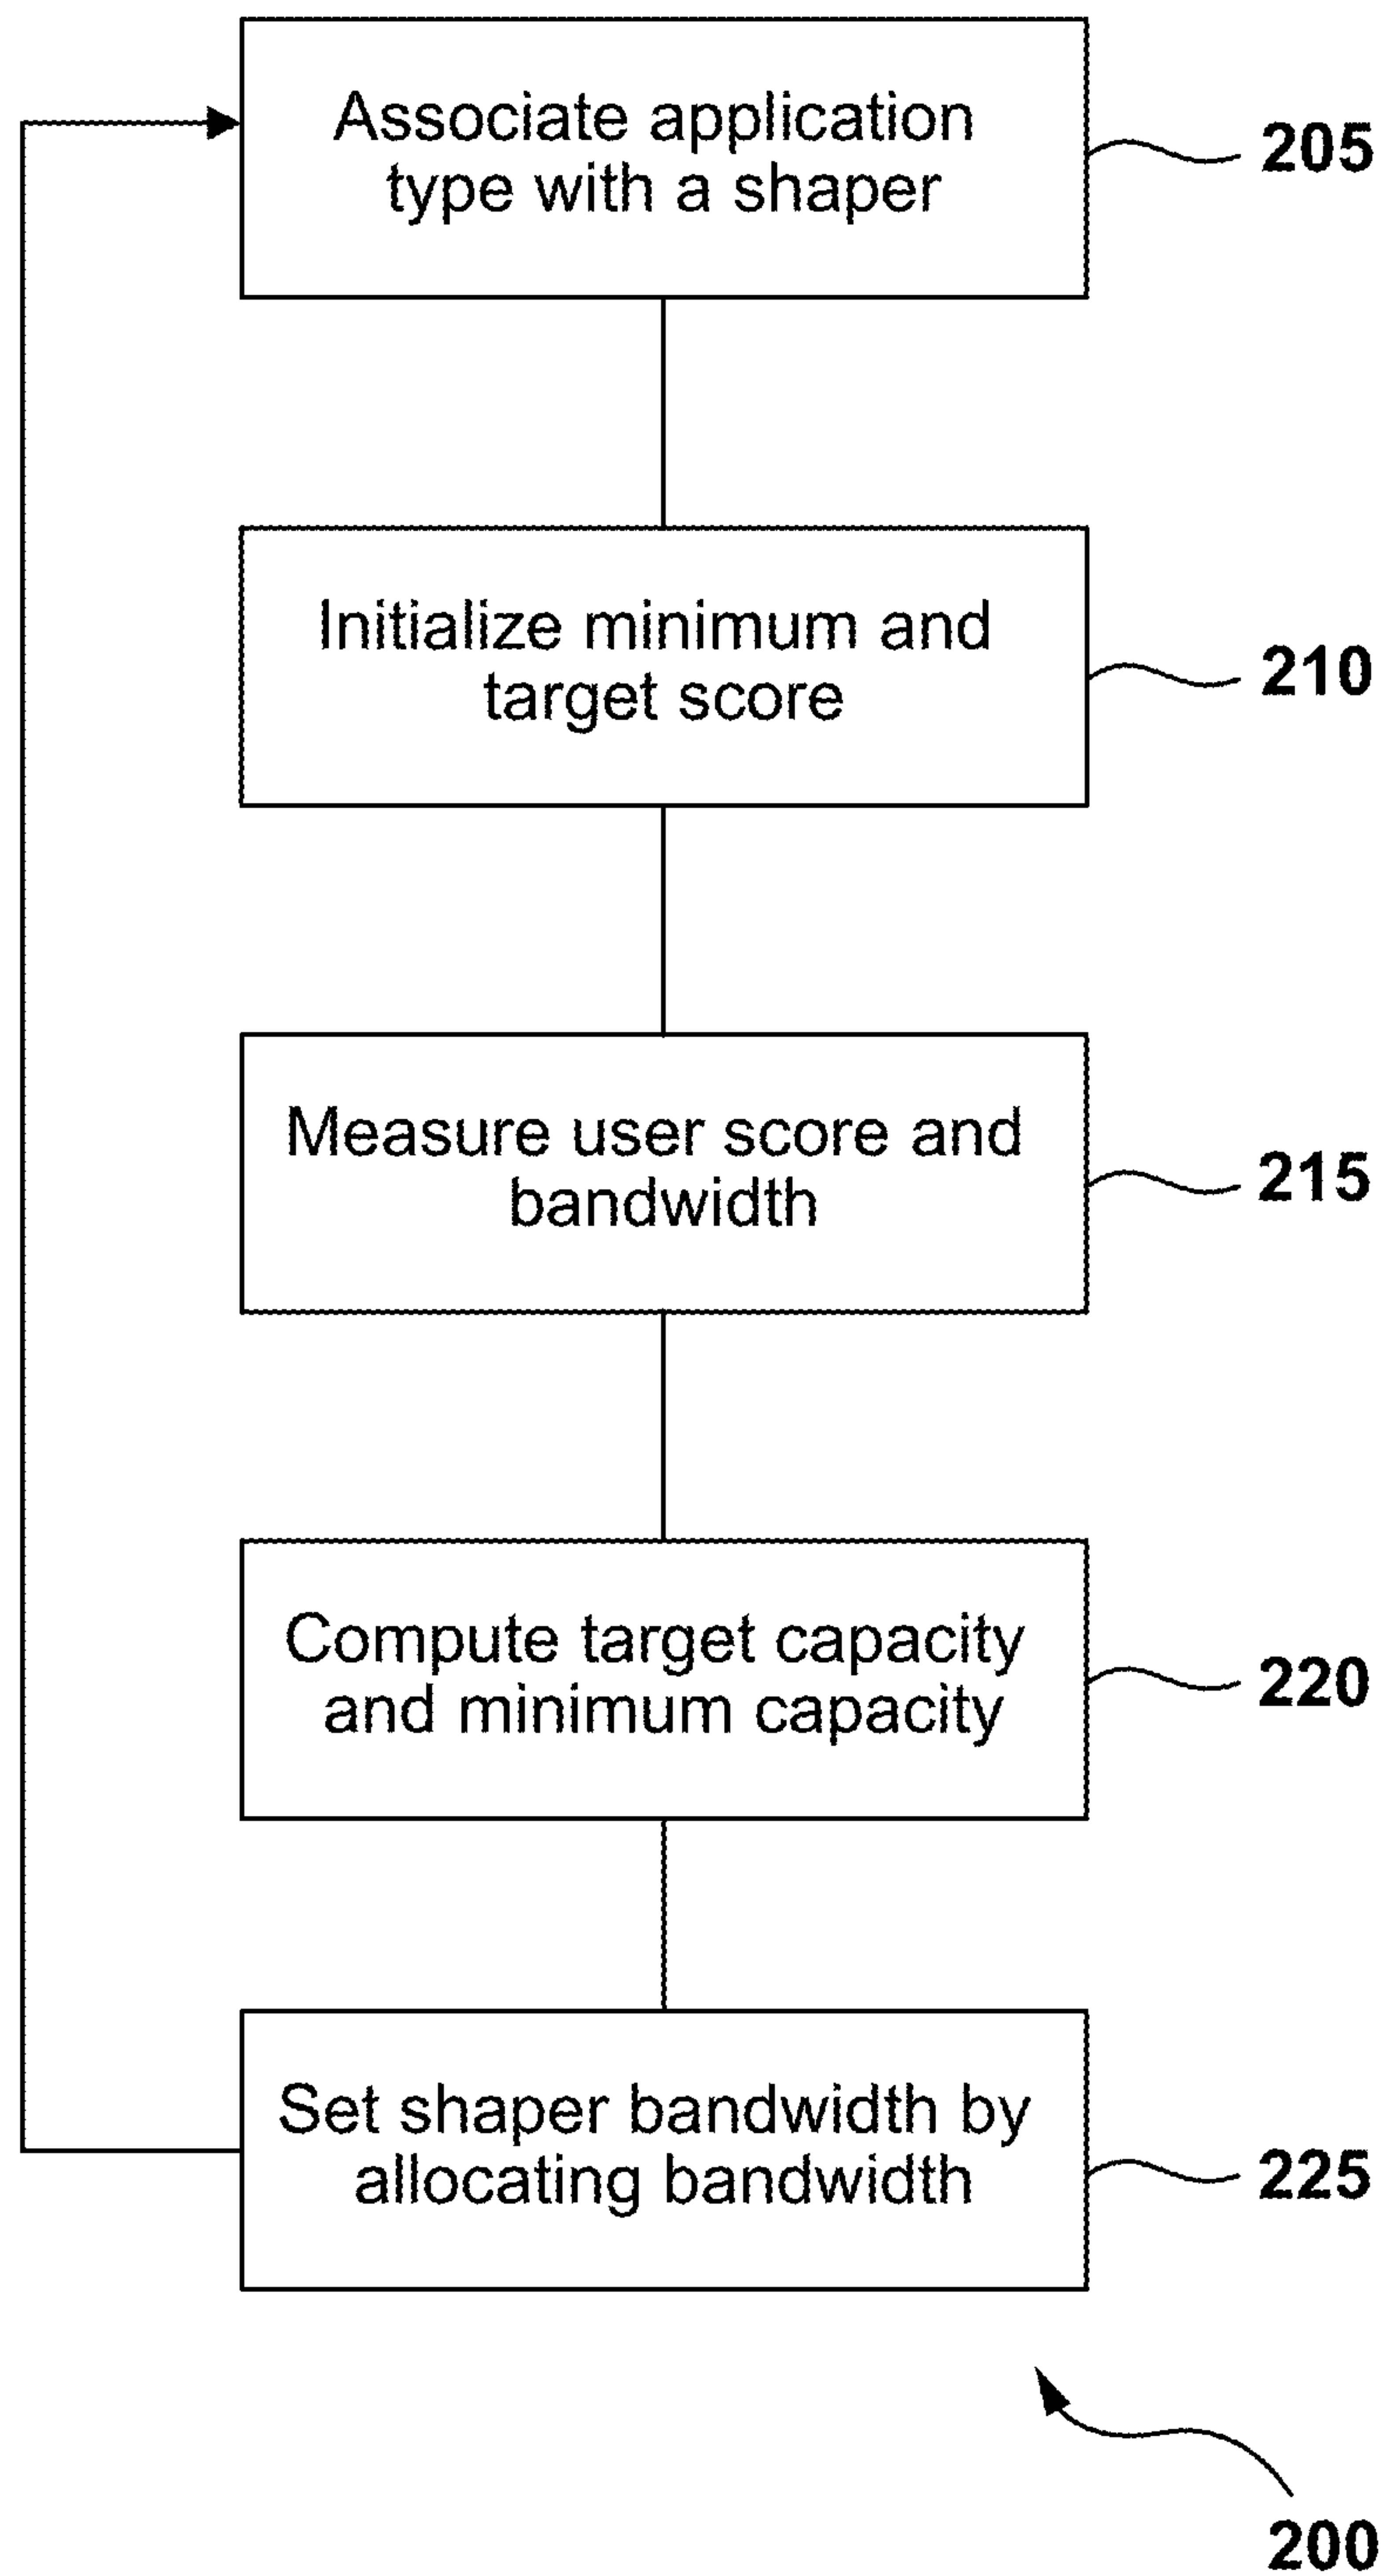 Associate application
type with a shaper
205
Initialize minimum and
target score
210
Measure user score and
bandwidth
215
Compute target capacity
and minimum capacity
220
Set shaper bandwidth by
allocating bandwidth
225
200